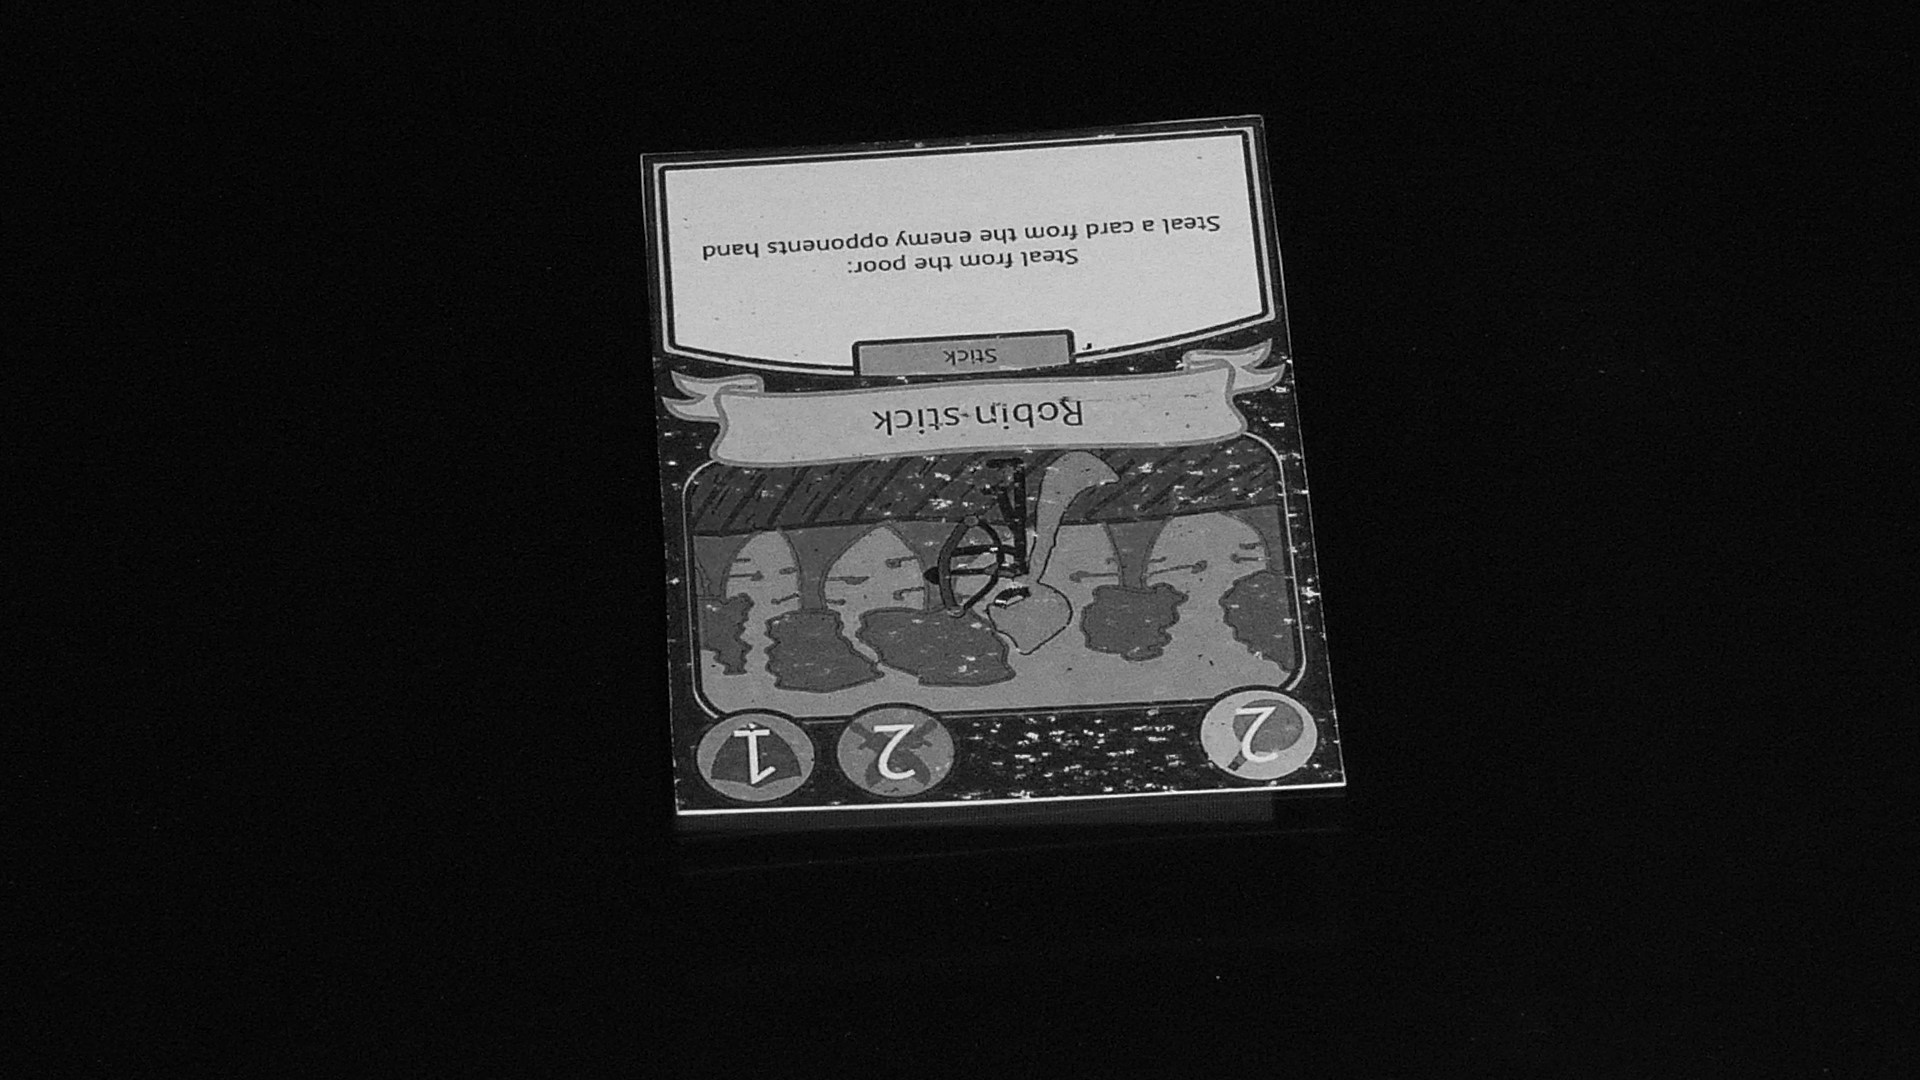 2 2 1
Robin-stick
Stick
Steal from the poor:
Steal a card from the enemy opponents hand